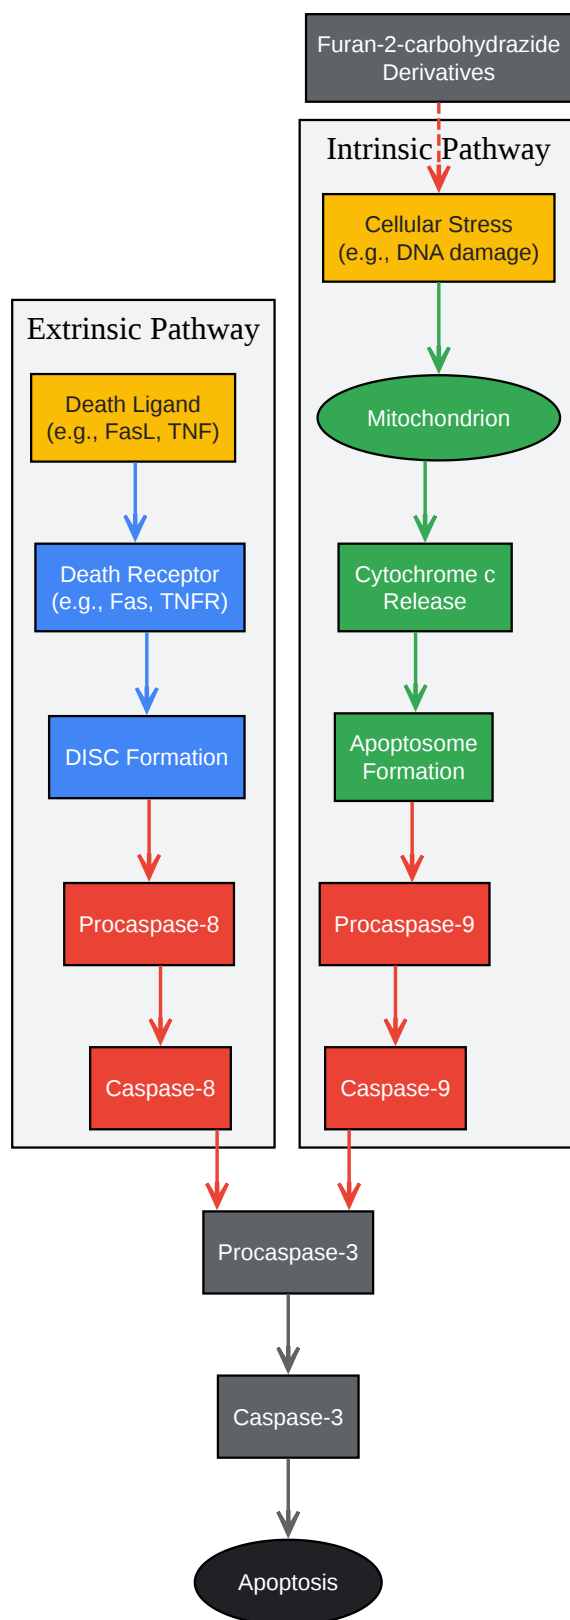 Furan-2-carbohydrazide
Derivatives
Intrinsic Pathway
Cellular Stress
(e.g., DNA damage)
Mitochondrion
Cytochrome c
Release
Apoptosome
Formation
Procaspase-9
Caspase-9
Extrinsic Pathway
Death Ligand
(e.g., FasL, TNF)
Death Receptor
(e.g., Fas, TNFR)
DISC Formation
Procaspase-8
Caspase-8
Procaspase-3
Caspase-3
Apoptosis